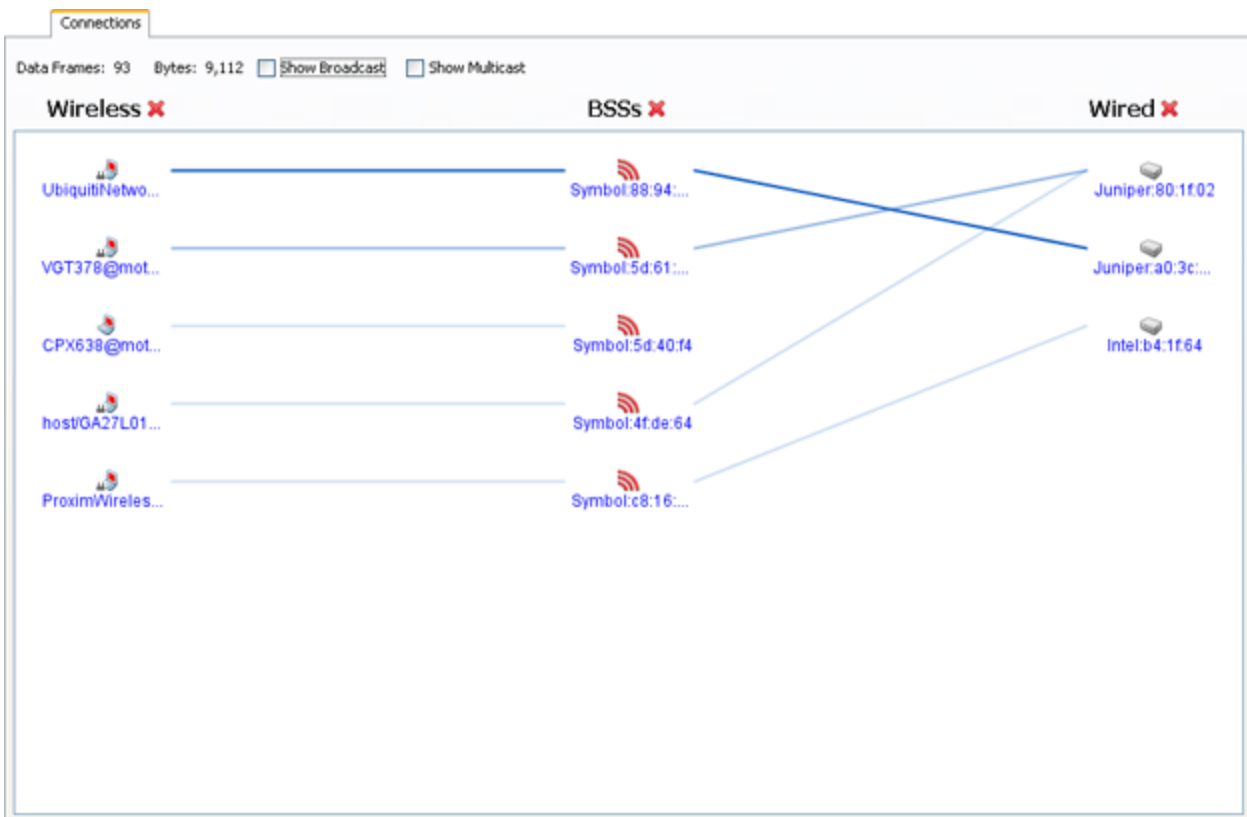 Connections
Data Frames: 93 Bytes: 9,112 Show Broadcast Show Multicast
Wireless BSSs Wired
UbiquitiNetwo... Symbol:88:94:... Juniper:80:1f:02
VGT378@mot... Symbol:5d:61:... Juniper:a0:3c:...
CPX638@mot... Symbol:5d:40:f4 Intel:b4:1f:64
host/GA27L01... Symbol:4f:de:64
ProximWireles... Symbol:c8:16:...